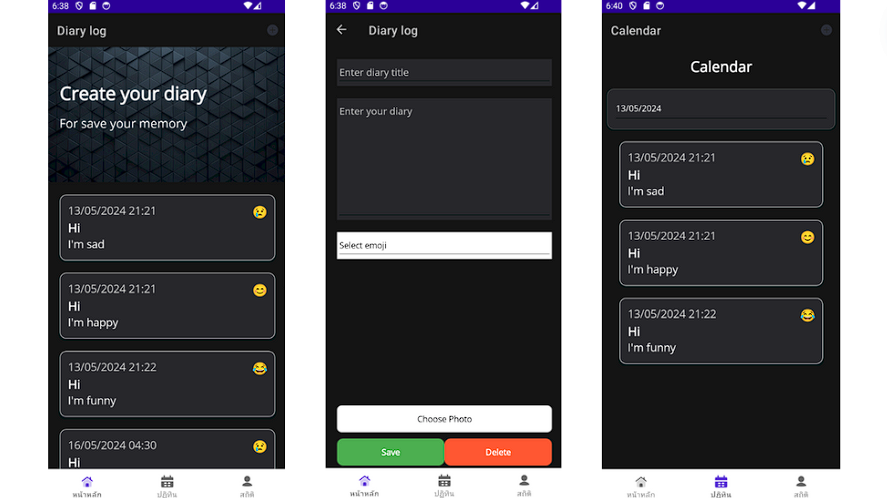 6:38
Diary log
Create your diary
For save your memory
13/05/2024 21:21
Hi
I'm sad
13/05/2024 21:21
Hi
I'm happy
13/05/2024 21:22
Hi
I'm funny
16/05/2024 04:30
Hi
หน้าหลัก
ปฏิทิน
สถิติ
6:38
Diary log
Enter diary title
Enter your diary
Select emoji
Choose Photo
Save
Delete
หน้าหลัก
ปฏิทิน
สถิติ
6:40
Calendar
Calendar
13/05/2024
13/05/2024 21:21
Hi
I'm sad
13/05/2024 21:21
Hi
I'm happy
13/05/2024 21:22
Hi
I'm funny
หน้าหลัก
ปฏิทิน
สถิติ